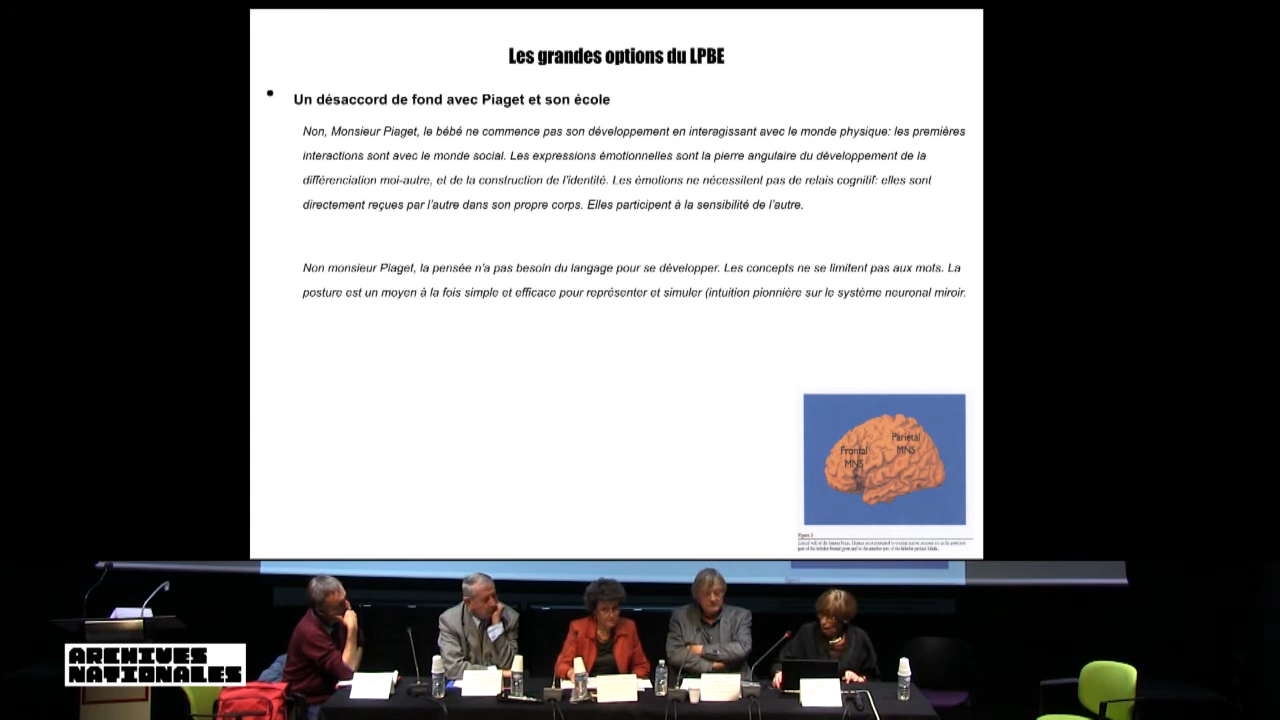 Les grandes options du LPBE
• Un désaccord de fond avec Piaget et son école
Non, Monsieur Piaget, le bébé ne commence pas son développement en interagissant avec le monde physique: les premières
interactions sont avec le monde social. Les expressions émotionnelles sont la pierre angulaire du développement de la
différenciation moi-autre, et de la construction de l'identité. Les émotions ne nécessitent pas de relais cognitif: elles sont
directement reçues par l'autre dans son propre corps. Elles participent à la sensibilité de l'autre.
Non monsieur Piaget, la pensée n'a pas besoin du langage pour se développer. Les concepts ne se limitent pas aux mots. La
posture est un moyen à la fois simple et efficace pour représenter et simuler (intuition pionnière sur le système neuronal miroir.
Parietal
MNS
Frontal
MNS
ARCHIVES
NATIONALES